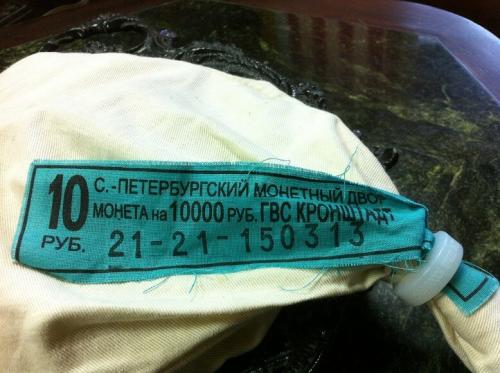 10
РУБ.
С.-ПЕТЕРБУРГСКИЙ МОНЕТНЫЙ ДВОР
МОНЕТА на 10000 РУБ. ГВС КРОНШТАДТ
21-21-150313